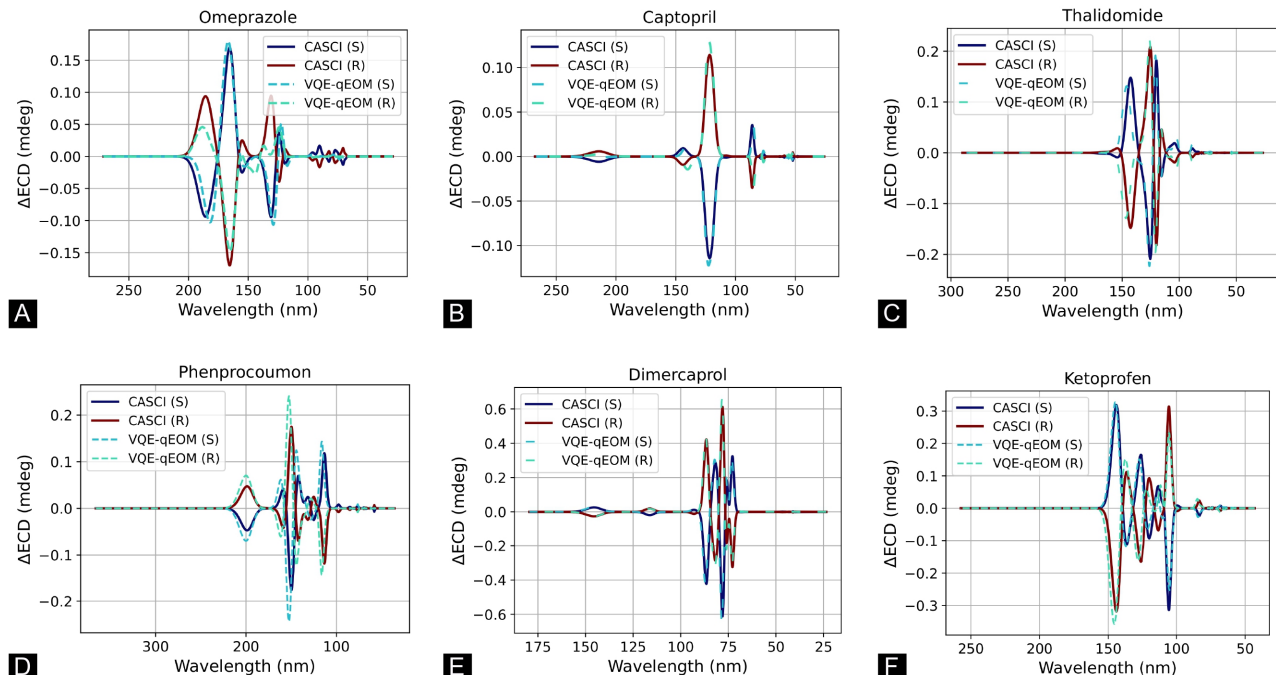 Omeprazole
ΔECD (mdeg)
0.15
0.10
0.05
0.00
−0.05
−0.10
−0.15
CASCI (S)
CASCI (R)
VQE-qEOM (S)
VQE-qEOM (R)
250 200 150 100 50
Wavelength (nm)
A
Captopril
ΔECD (mdeg)
0.10
0.05
0.00
−0.05
−0.10
CASCI (S)
CASCI (R)
VQE-qEOM (S)
VQE-qEOM (R)
250 200 150 100 50
Wavelength (nm)
B
Thalidomide
ΔECD (mdeg)
0.2
0.1
0.0
−0.1
−0.2
CASCI (S)
CASCI (R)
VQE-qEOM (S)
VQE-qEOM (R)
300 250 200 150 100 50
Wavelength (nm)
C
Phenprocoumon
ΔECD (mdeg)
0.2
0.1
0.0
−0.1
−0.2
CASCI (S)
CASCI (R)
VQE-qEOM (S)
VQE-qEOM (R)
300 200 100
Wavelength (nm)
D
Dimercaprol
ΔECD (mdeg)
0.6
0.4
0.2
0.0
−0.2
−0.4
−0.6
CASCI (S)
CASCI (R)
VQE-qEOM (S)
VQE-qEOM (R)
175 150 125 100 75 50 25
Wavelength (nm)
E
Ketoprofen
ΔECD (mdeg)
0.3
0.2
0.1
0.0
−0.1
−0.2
−0.3
CASCI (S)
CASCI (R)
VQE-qEOM (S)
VQE-qEOM (R)
250 200 150 100 50
Wavelength (nm)
F